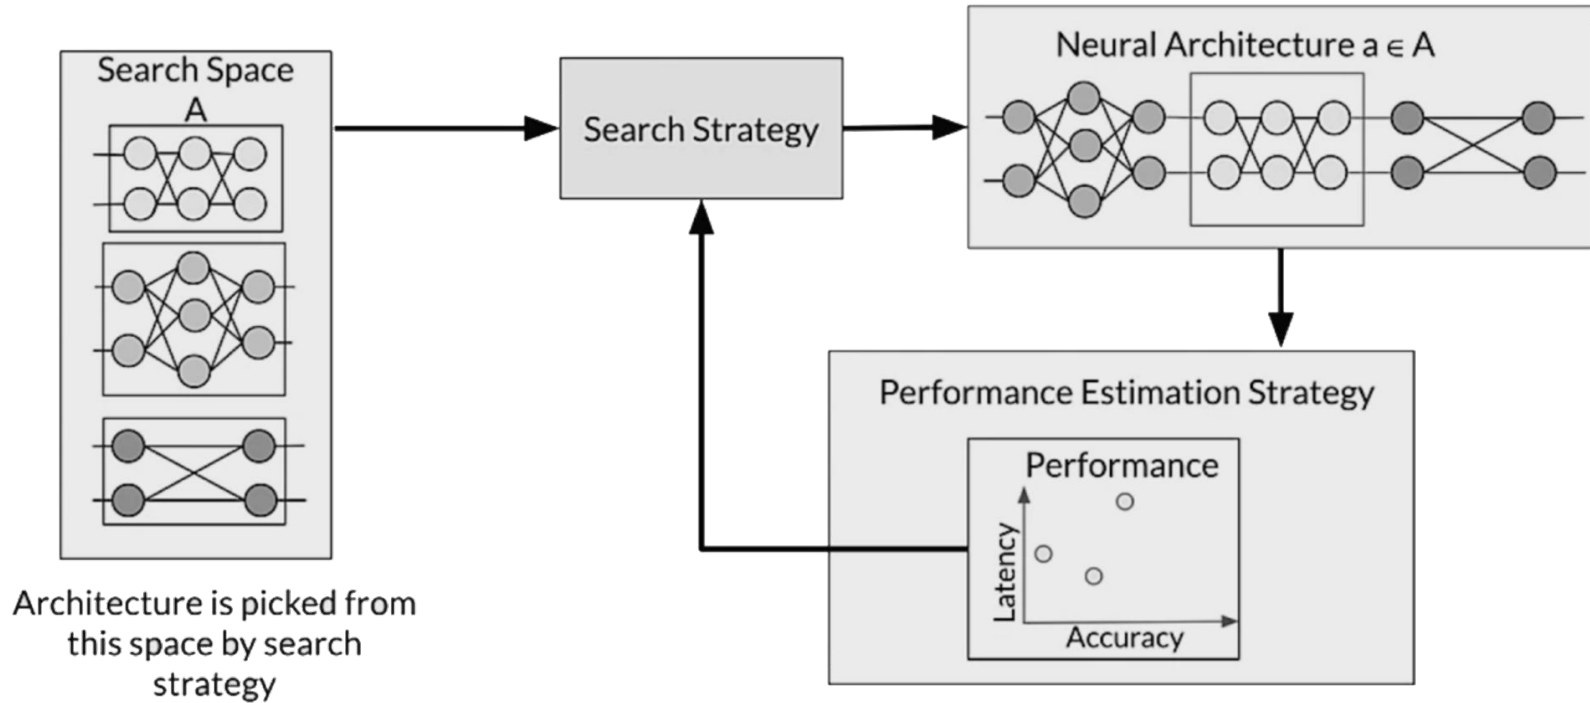 Search Space
A
Architecture is picked from
this space by search
strategy
Search Strategy
Neural Architecture a ∈ A
Performance Estimation Strategy
Performance
Latency
Accuracy